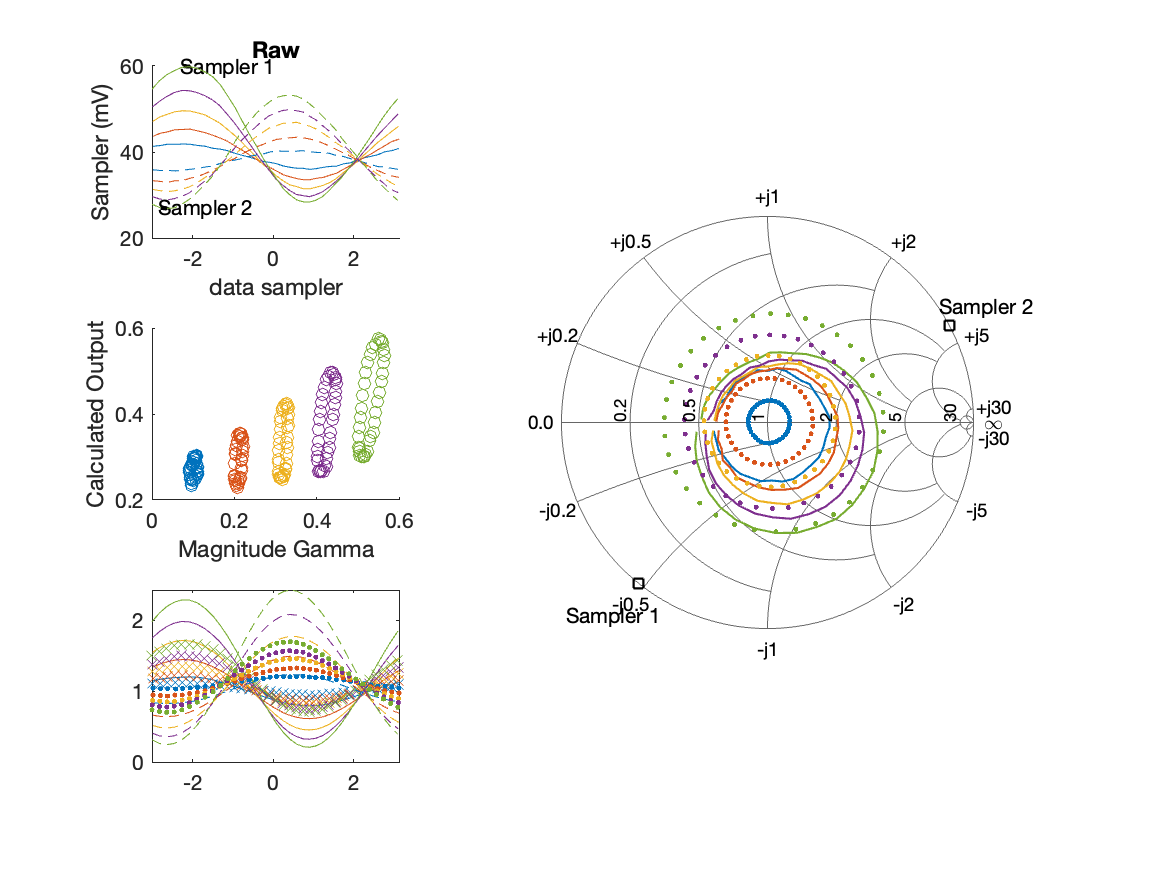 Raw
60
40
20
Sampler (mV)
Sampler 1
Sampler 2
-2 0 2
data sampler
0.6
0.4
0.2
Calculated Output
0 0.2 0.4 0.6
Magnitude Gamma
2
1
0
-2 0 2
+j1
+j0.5 +j2
Sampler 2
+j0.2 +j5
0.0 0.2 0.5 1 2 5 30 +j30
∞
-j30
-j0.2 -j5
-j0.5 -j2
Sampler 1
-j1